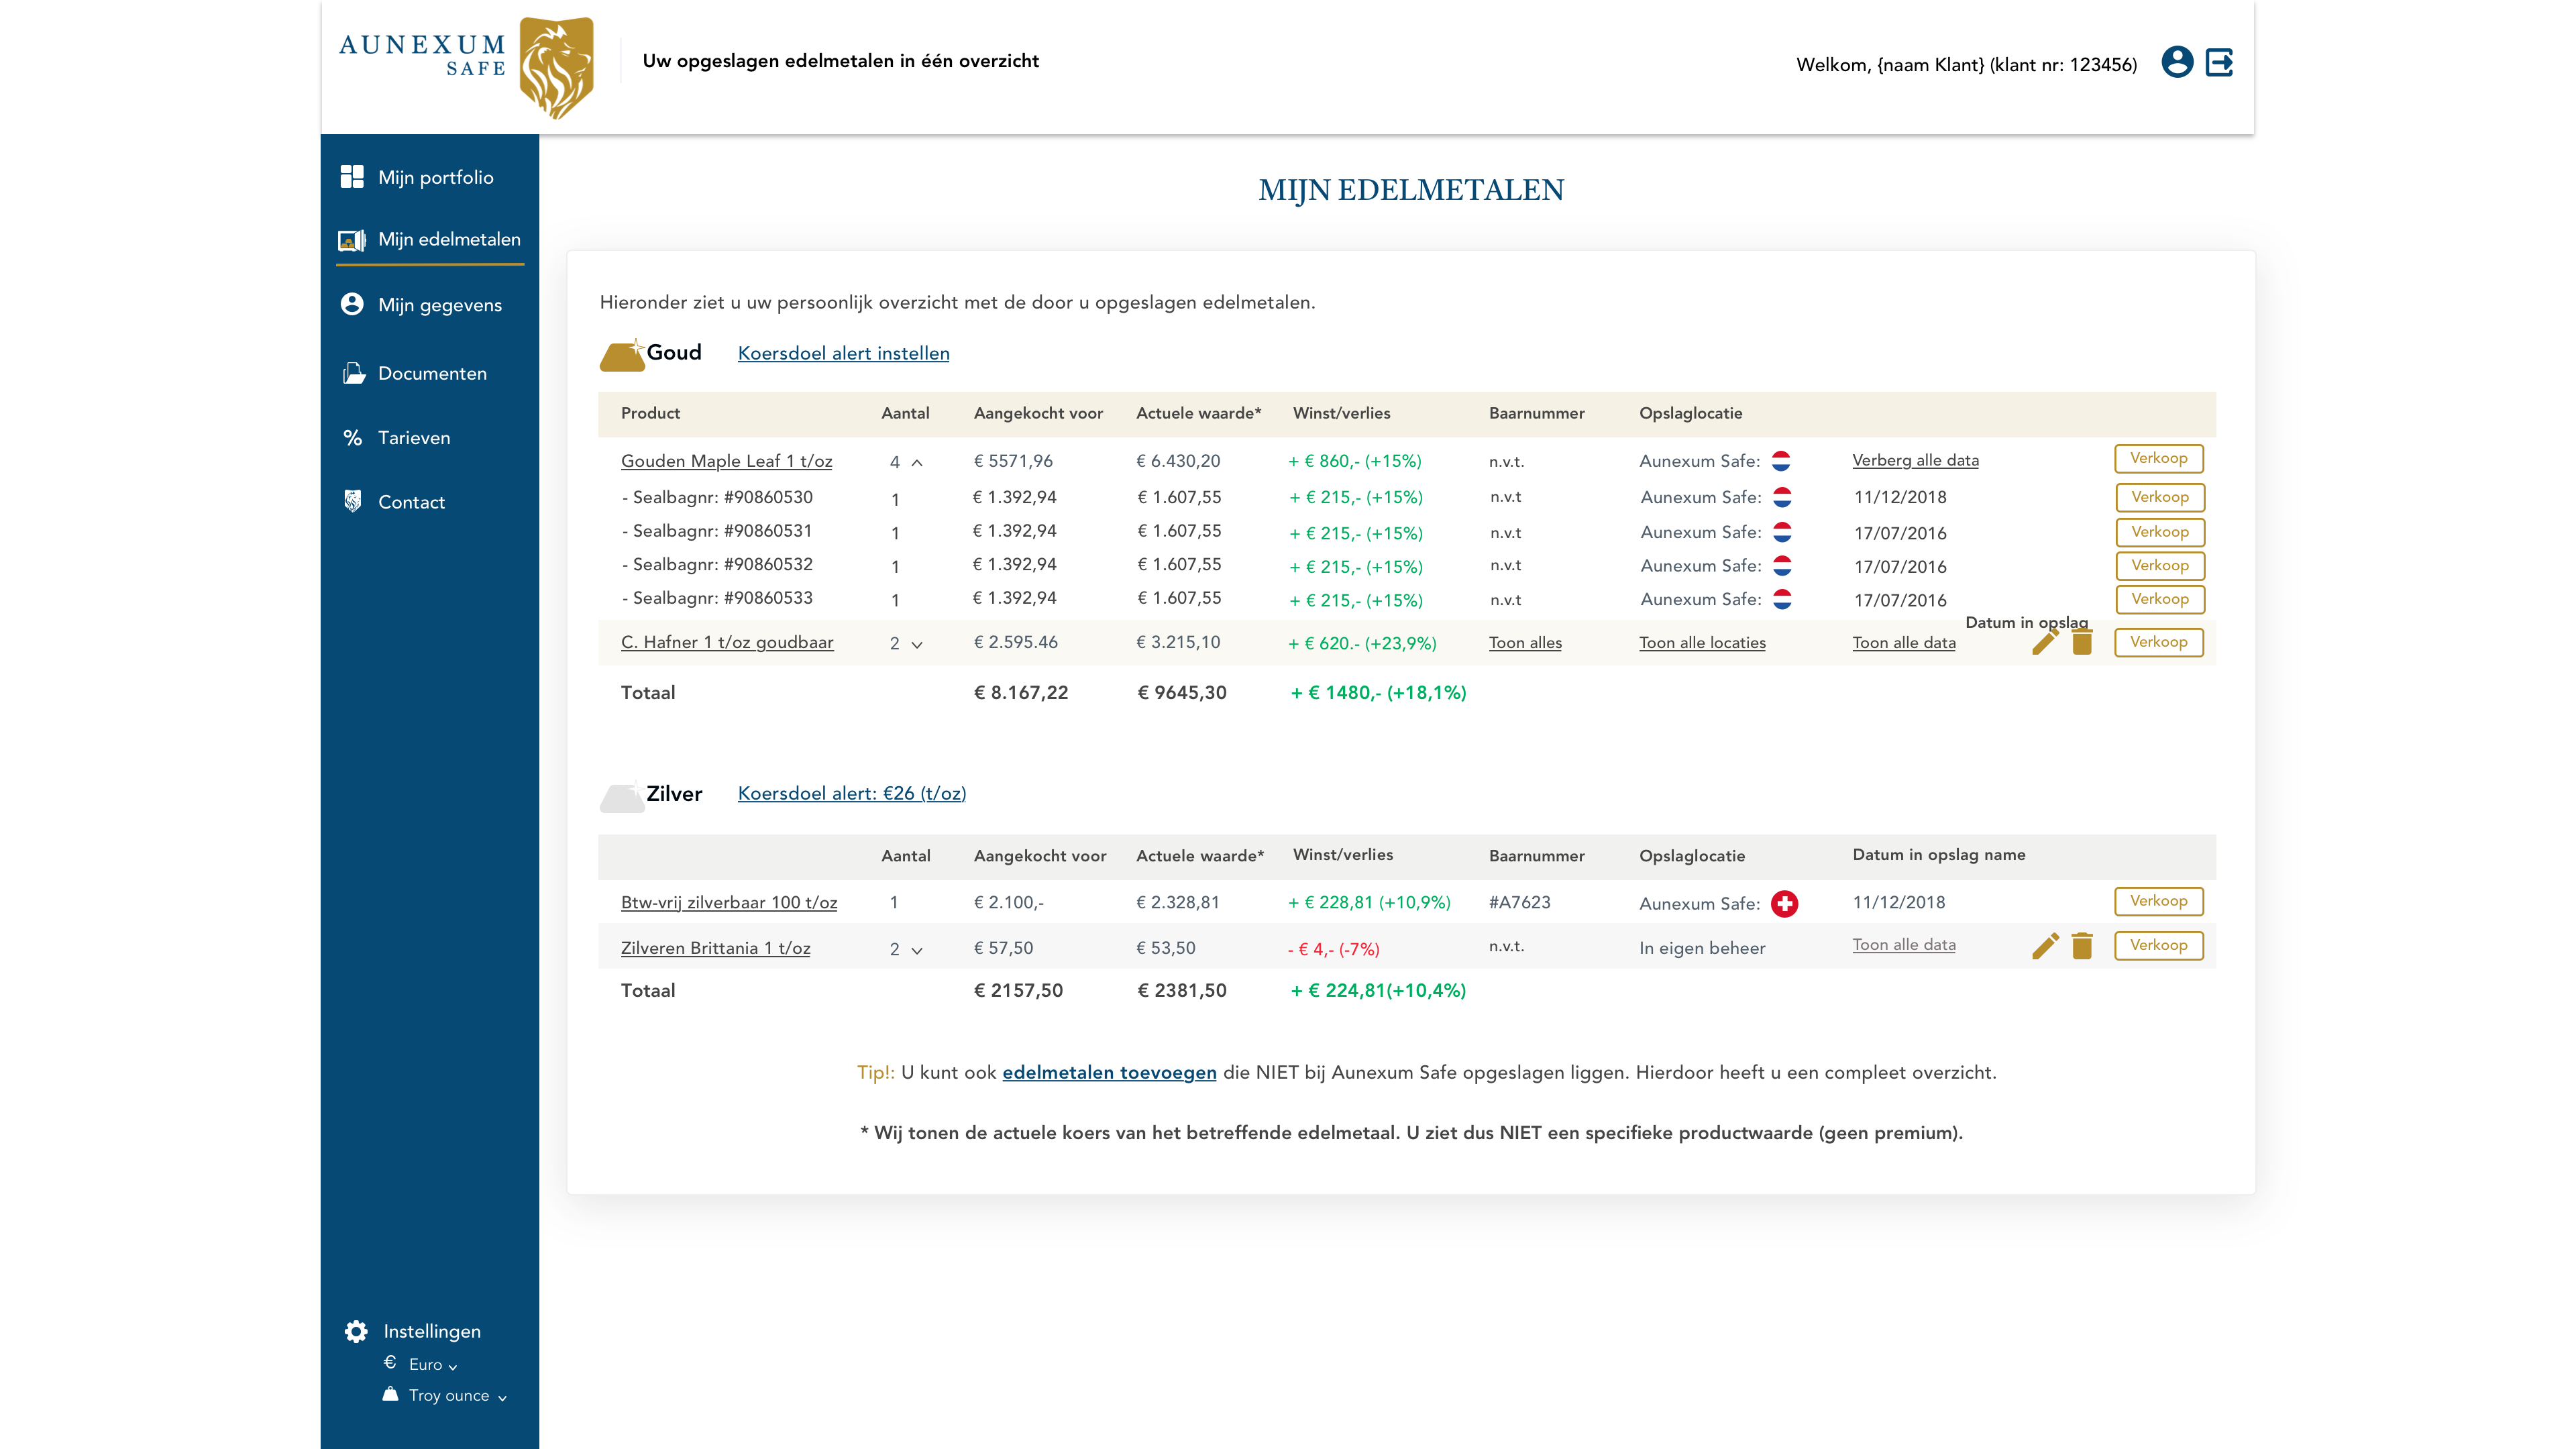 AUNEXUM
SAFE
Uw opgeslagen edelmetalen in één overzicht
Welkom, {naam Klant} (klant nr: 123456)
Mijn portfolio
Mijn edelmetalen
Mijn gegevens
Documenten
% Tarieven
Contact
Instellingen
€ Euro
Troy ounce
MIJN EDELMETALEN
Hieronder ziet u uw persoonlijk overzicht met de door u opgeslagen edelmetalen.
Goud Koersdoel alert instellen
Product Aantal Aangekocht voor Actuele waarde* Winst/verlies Baarnummer Opslaglocatie
Gouden Maple Leaf 1 t/oz 4 € 5571,96 € 6.430,20 + € 860,- (+15%) n.v.t. Aunexum Safe: Verberg alle data Verkoop
- Sealbagnr: #90860530 1 € 1.392,94 € 1.607,55 + € 215,- (+15%) n.v.t Aunexum Safe: 11/12/2018 Verkoop
- Sealbagnr: #90860531 1 € 1.392,94 € 1.607,55 + € 215,- (+15%) n.v.t Aunexum Safe: 17/07/2016 Verkoop
- Sealbagnr: #90860532 1 € 1.392,94 € 1.607,55 + € 215,- (+15%) n.v.t Aunexum Safe: 17/07/2016 Verkoop
- Sealbagnr: #90860533 1 € 1.392,94 € 1.607,55 + € 215,- (+15%) n.v.t Aunexum Safe: 17/07/2016 Verkoop
Datum in opslag
C. Hafner 1 t/oz goudbaar 2 € 2.595.46 € 3.215,10 + € 620.- (+23,9%) Toon alles Toon alle locaties Toon alle data Verkoop
Totaal € 8.167,22 € 9645,30 + € 1480,- (+18,1%)
Zilver Koersdoel alert: €26 (t/oz)
Aantal Aangekocht voor Actuele waarde* Winst/verlies Baarnummer Opslaglocatie Datum in opslag name
Btw-vrij zilverbaar 100 t/oz 1 € 2.100,- € 2.328,81 + € 228,81 (+10,9%) #A7623 Aunexum Safe: 11/12/2018 Verkoop
Zilveren Brittania 1 t/oz 2 € 57,50 € 53,50 - € 4,- (-7%) n.v.t. In eigen beheer Toon alle data Verkoop
Totaal € 2157,50 € 2381,50 + € 224,81(+10,4%)
Tip!: U kunt ook edelmetalen toevoegen die NIET bij Aunexum Safe opgeslagen liggen. Hierdoor heeft u een compleet overzicht.
* Wij tonen de actuele koers van het betreffende edelmetaal. U ziet dus NIET een specifieke productwaarde (geen premium).